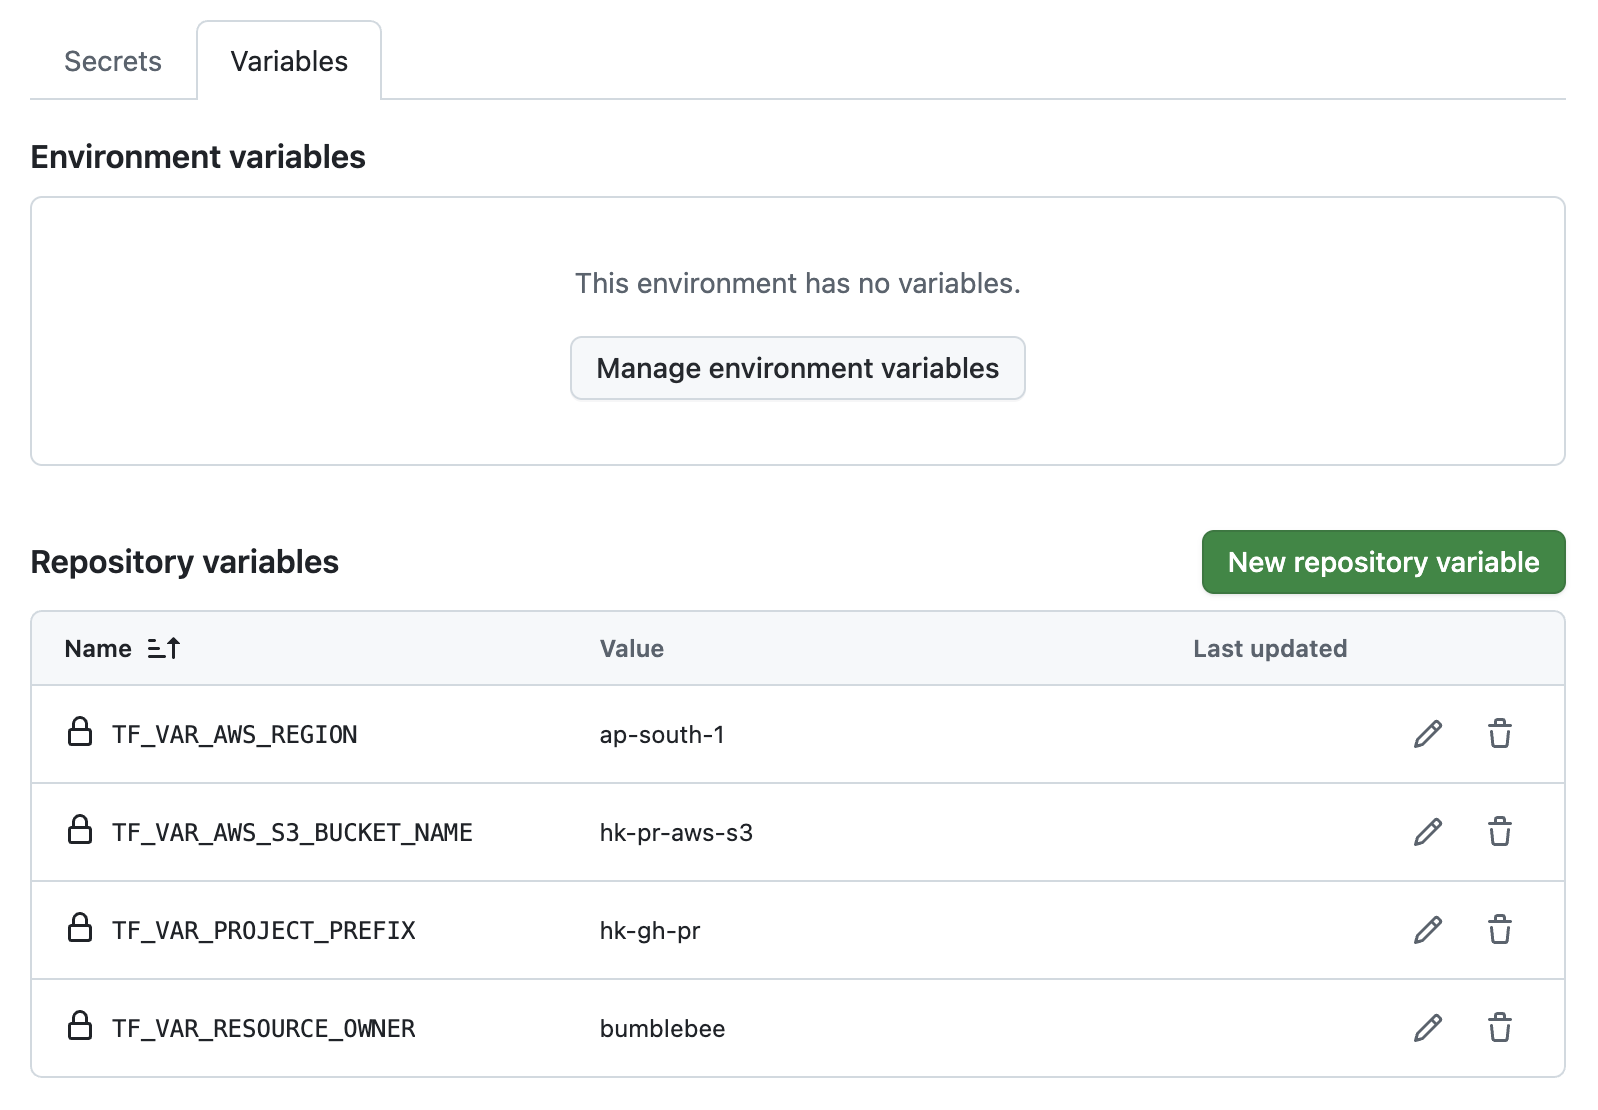 Secrets Variables
Environment variables
This environment has no variables.
Manage environment variables
Repository variables New repository variable
Name Value Last updated
TF_VAR_AWS_REGION ap-south-1
TF_VAR_AWS_S3_BUCKET_NAME hk-pr-aws-s3
TF_VAR_PROJECT_PREFIX hk-gh-pr
TF_VAR_RESOURCE_OWNER bumblebee